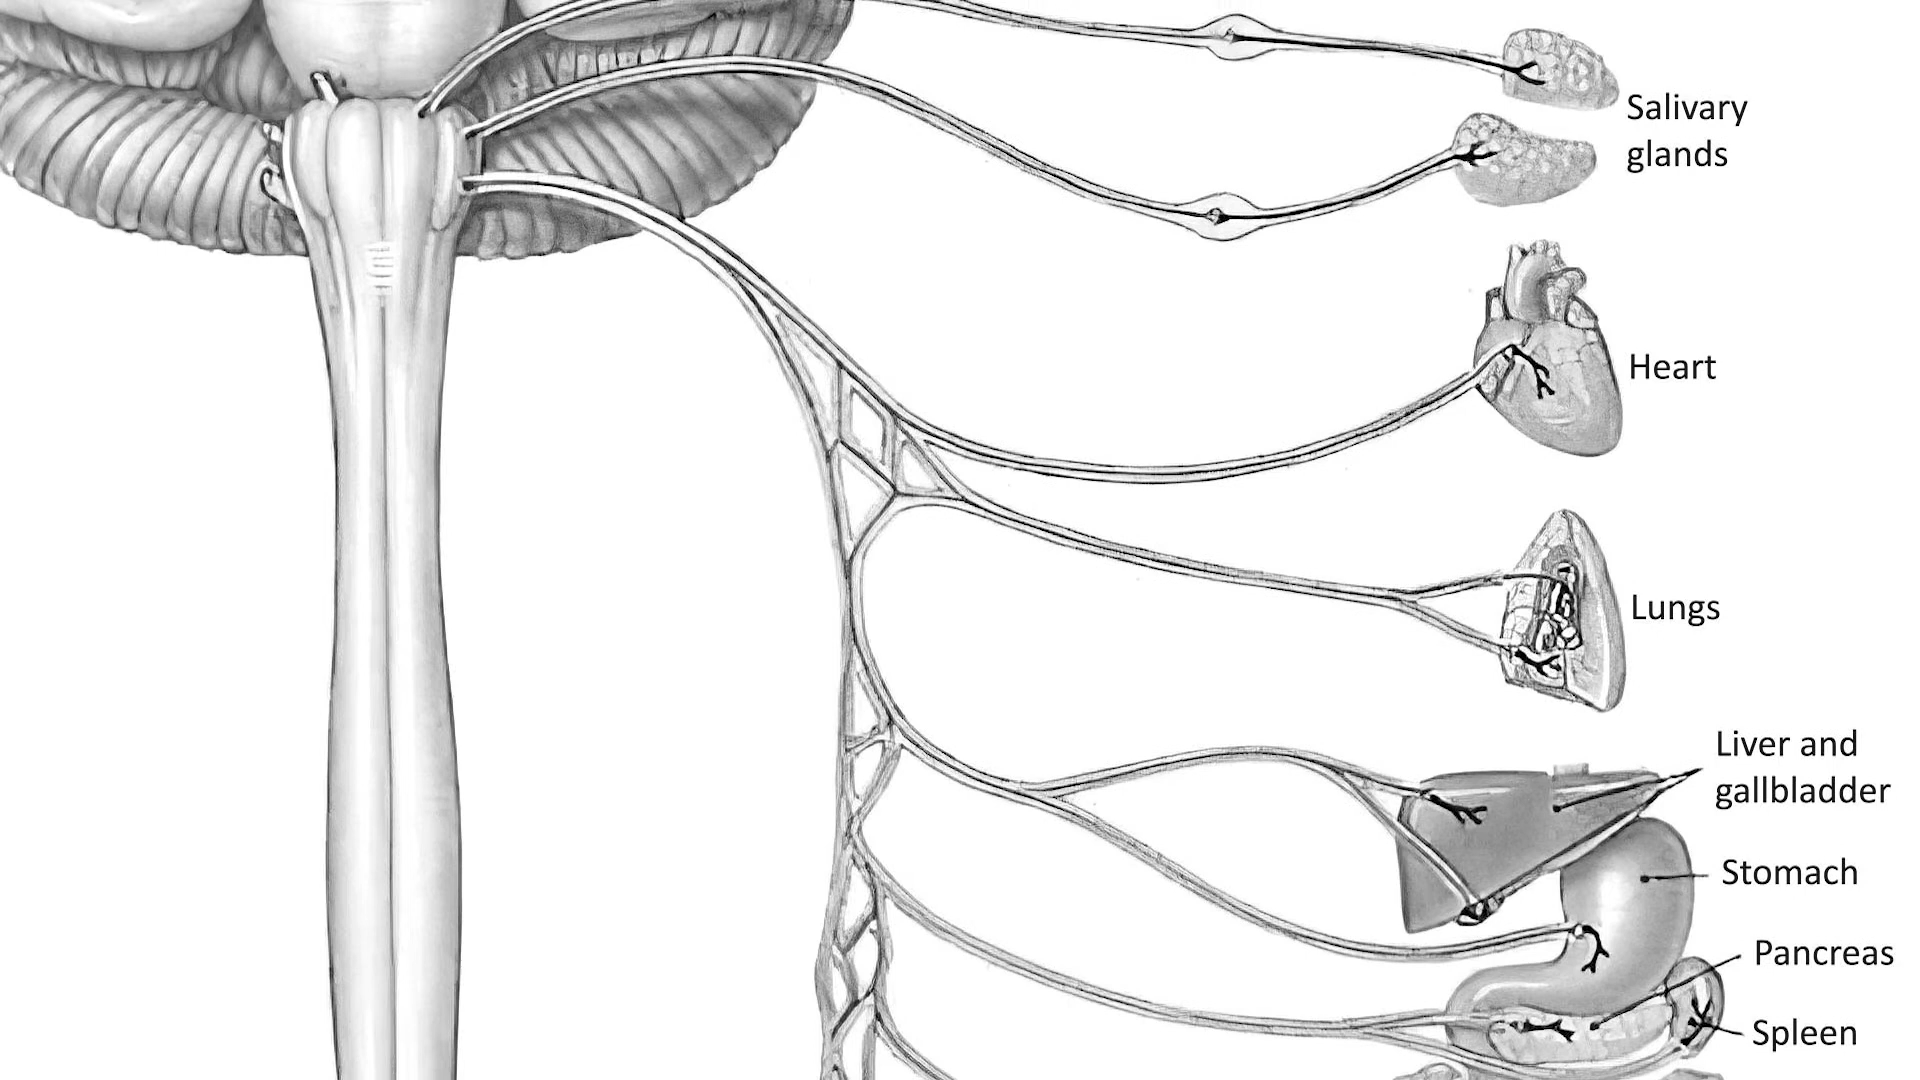 Salivary
glands
Heart
Lungs
Liver and
gallbladder
Stomach
Pancreas
Spleen